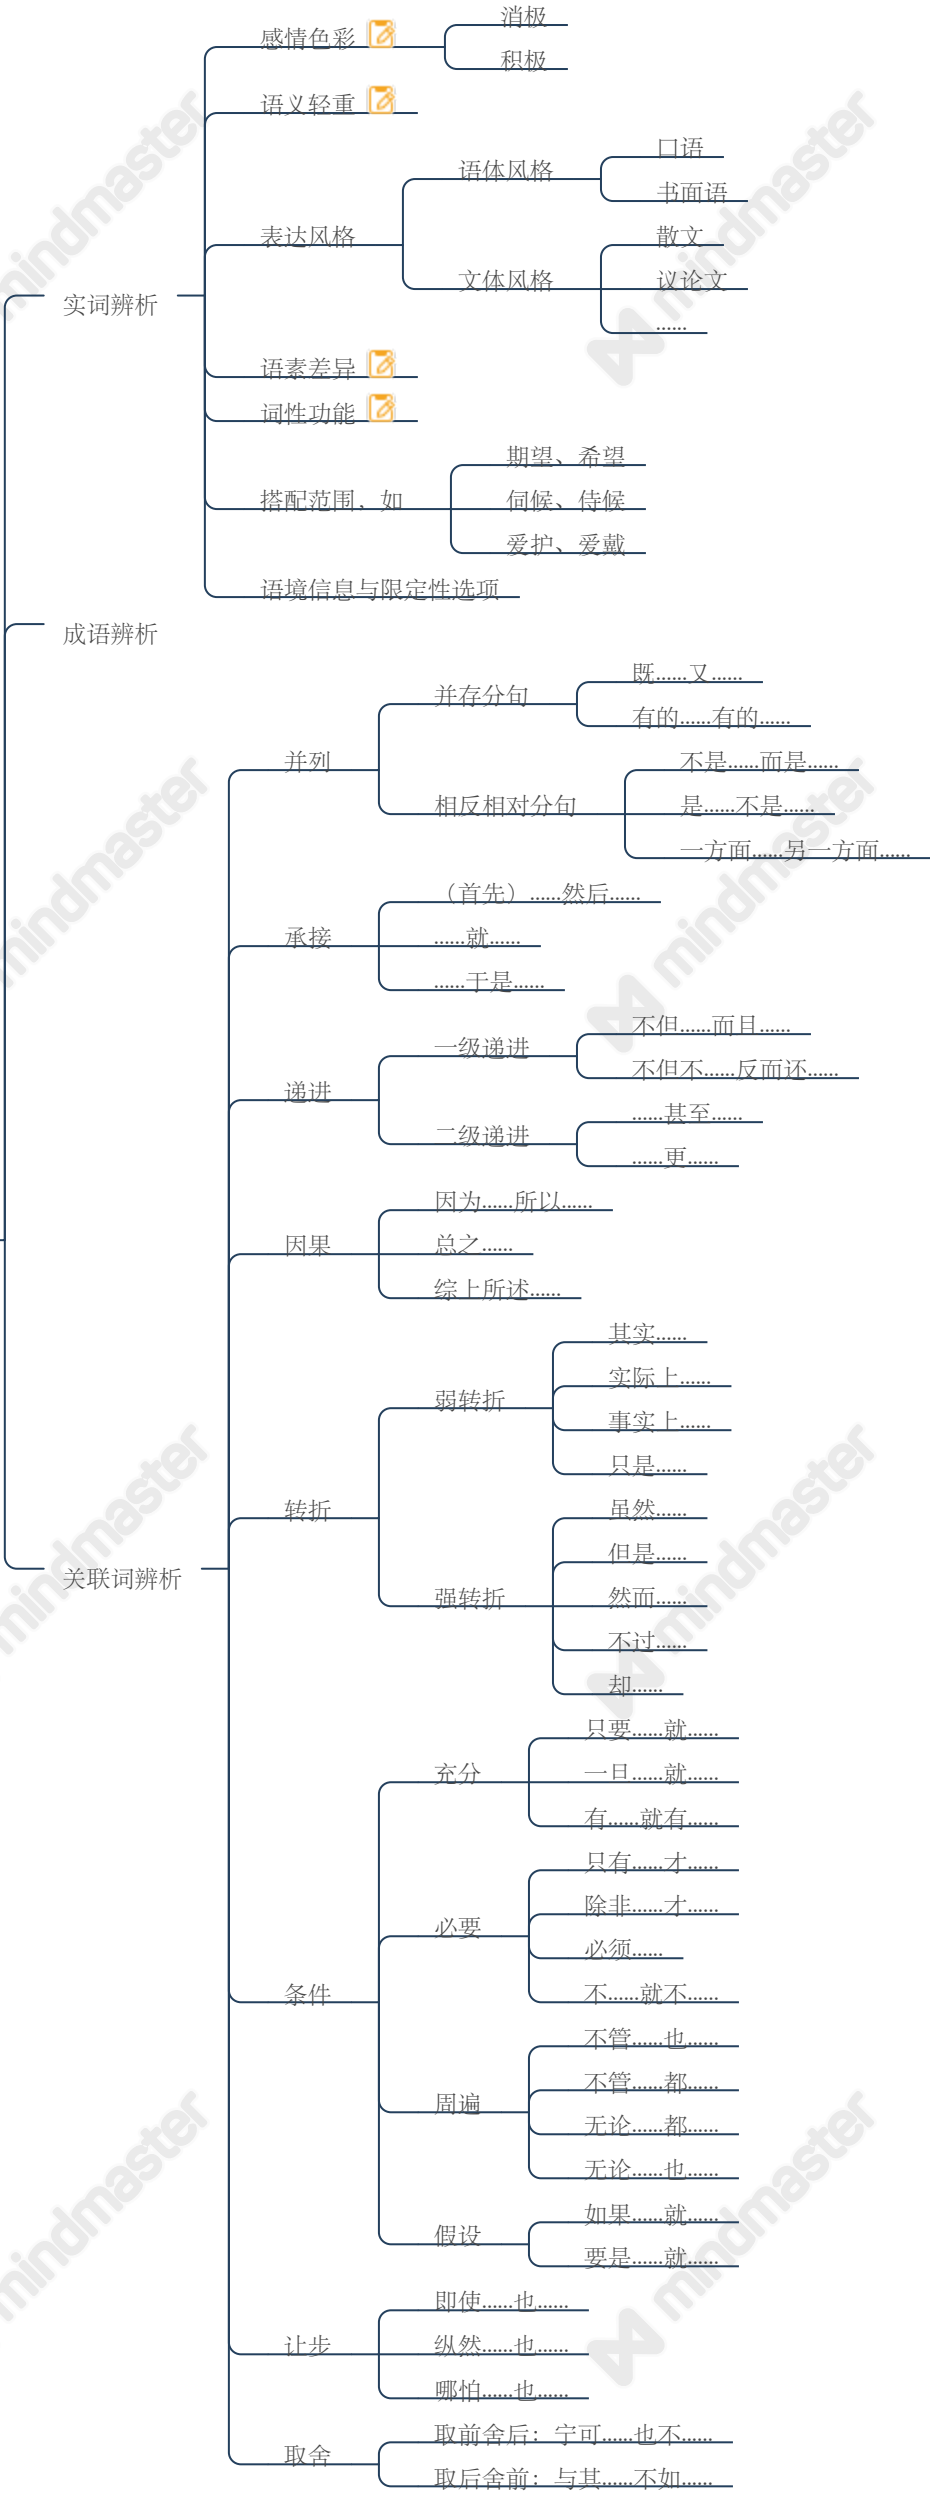 消极
感情色彩
积极
语义轻重
口语
语体风格
书面语
表达风格
散文
文体风格
议论文
......
实词辨析
语素差异
词性功能
期望、希望
搭配范围，如
伺候、侍候
爱护、爱戴
语境信息与限定性选项
成语辨析
既......又......
并存分句
有的......有的......
并列
不是......而是......
相反相对分句
是......不是......
一方面......另一方面......
（首先）......然后......
承接
......就......
......于是......
不但......而且......
一级递进
不但不......反而还......
递进
......甚至......
二级递进
......更......
因为......所以......
因果
总之......
综上所述......
其实......
实际上......
弱转折
事实上......
只是......
转折
虽然......
但是......
强转折
然而......
不过......
却......
关联词辨析
只要......就......
充分
一旦......就......
有......就有......
只有......才......
除非......才......
必要
必须......
不......就不......
条件
不管......也......
不管......都......
周遍
无论......都......
无论......也......
如果......就......
假设
要是......就......
即使......也......
让步
纵然......也......
哪怕......也......
取前舍后：宁可......也不......
取舍
取后舍前：与其......不如......
mindmaster
mindmaster
mindmaster
mindmaster
mindmaster
mindmaster
mindmaster
mindmaster